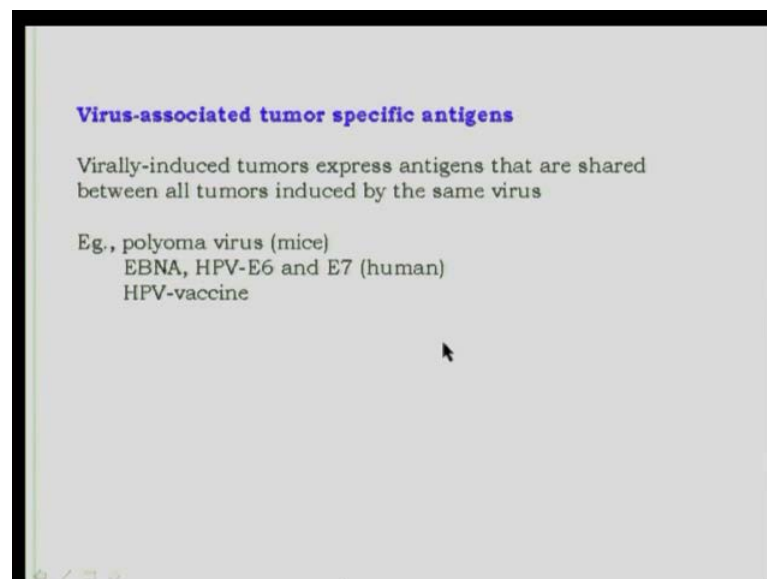 Virus-associated tumor specific antigens
Virally-induced tumors express antigens that are shared
between all tumors induced by the same virus
Eg., polyoma virus (mice)
EBNA, HPV-E6 and E7 (human)
HPV-vaccine